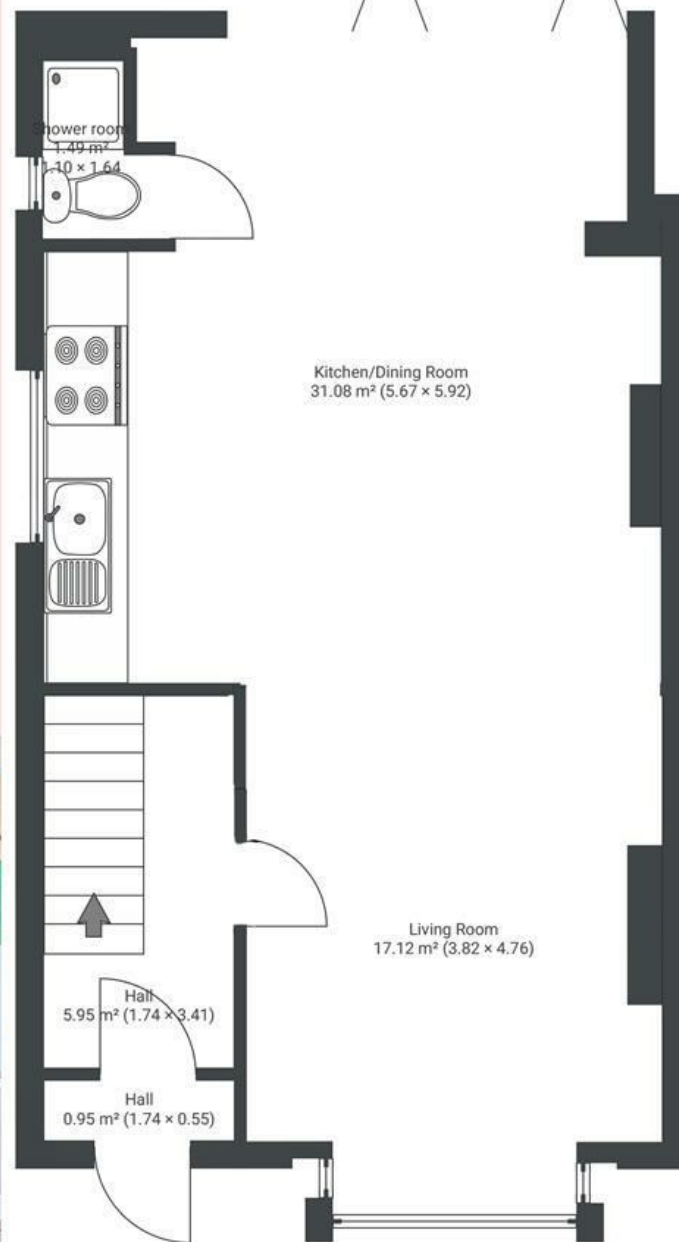 Shower room
1.49 m²
1.10 × 1.64
Kitchen/Dining Room
31.08 m² (5.67 × 5.92)
Living Room
17.12 m² (3.82 × 4.76)
Hall
5.95 m² (1.74 × 3.41)
Hall
0.95 m² (1.74 × 0.55)